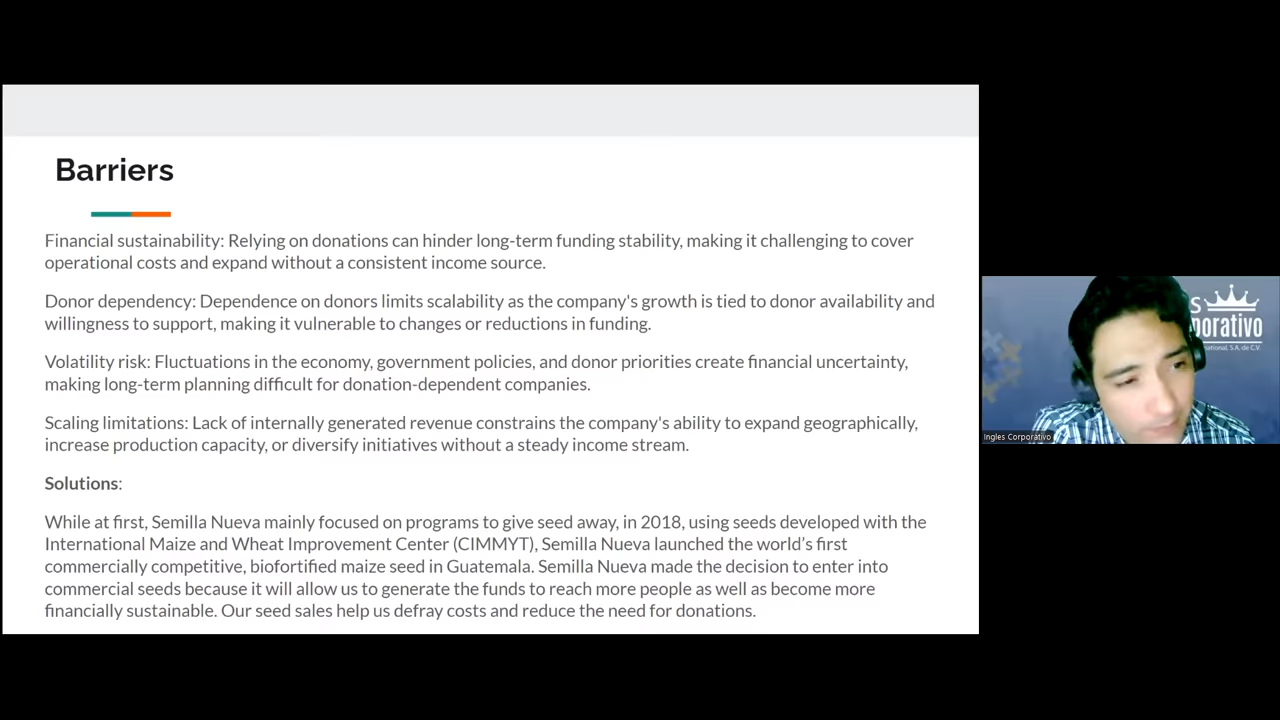 Barriers
Financial sustainability: Relying on donations can hinder long-term funding stability, making it challenging to cover
operational costs and expand without a consistent income source.
Donor dependency: Dependence on donors limits scalability as the company's growth is tied to donor availability and
willingness to support, making it vulnerable to changes or reductions in funding.
Volatility risk: Fluctuations in the economy, government policies, and donor priorities create financial uncertainty,
making long-term planning difficult for donation-dependent companies.
Scaling limitations: Lack of internally generated revenue constrains the company's ability to expand geographically,
increase production capacity, or diversify initiatives without a steady income stream.
Solutions:
While at first, Semilla Nueva mainly focused on programs to give seed away, in 2018, using seeds developed with the
International Maize and Wheat Improvement Center (CIMMYT), Semilla Nueva launched the world’s first
commercially competitive, biofortified maize seed in Guatemala. Semilla Nueva made the decision to enter into
commercial seeds because it will allow us to generate the funds to reach more people as well as become more
financially sustainable. Our seed sales help us defray costs and reduce the need for donations.
S
porativo
national, S.A. de C.V.
Ingles Corporativo